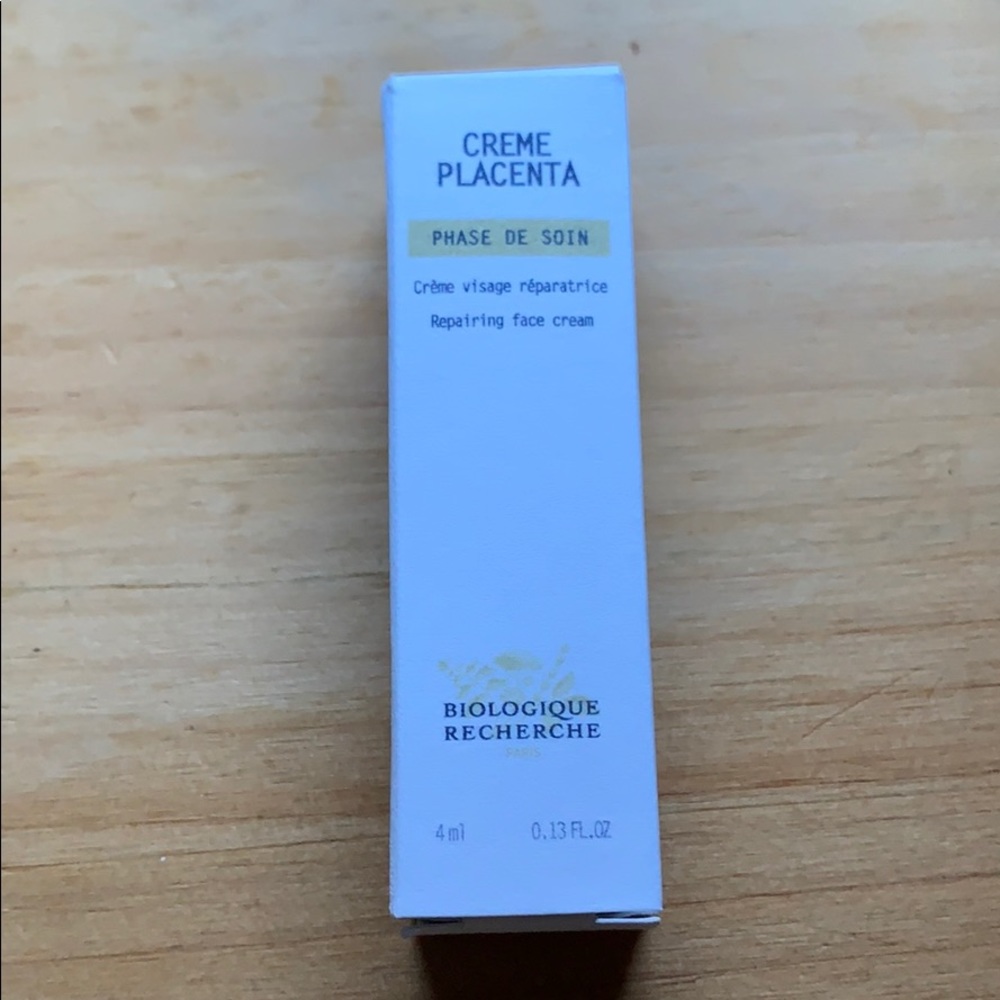 CREME
PLACENTA
PHASE DE SOIN
Crème visage réparatrice
Repairing face cream
BIOLOGIQUE
RECHERCHE
PARIS
4 ml
0.13 FL.OZ